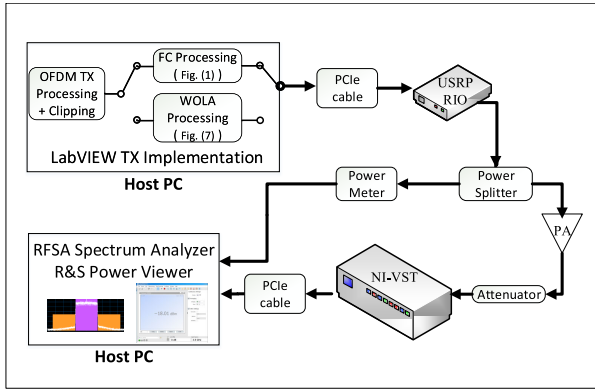 OFDM TX
Processing
+ Clipping
FC Processing
( Fig. (1) )
WOLA
Processing
( Fig. (7) )
LabVIEW TX Implementation
Host PC
PCIe
cable
USRP
RIO
Power
Meter
Power
Splitter
PA
RFSA Spectrum Analyzer
R&S Power Viewer
Host PC
PCIe
cable
NI-VST
Attenuator